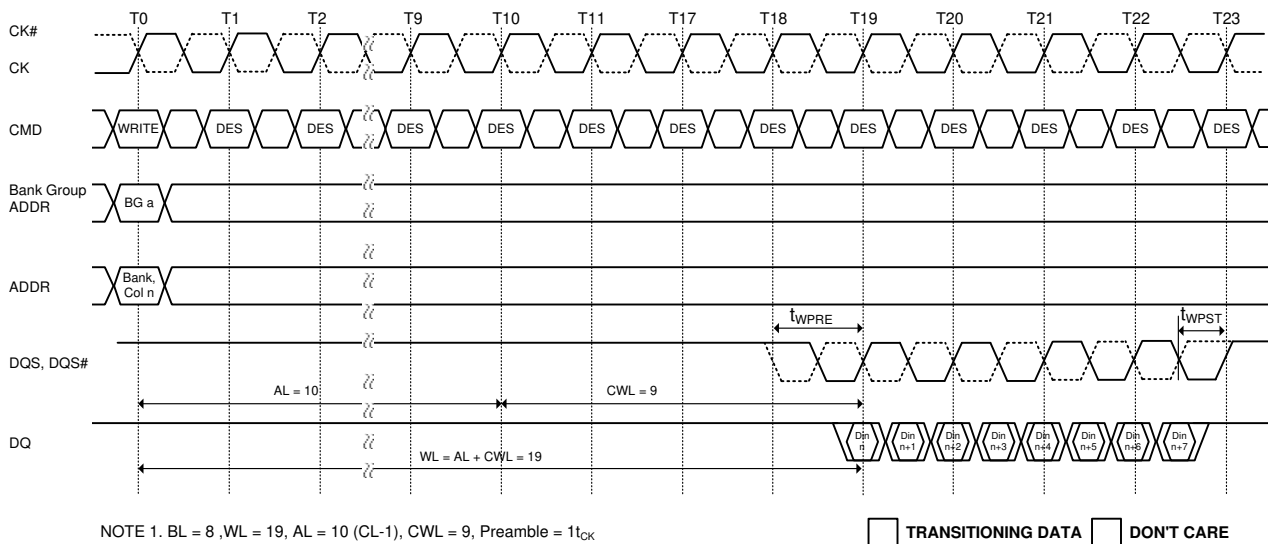 T0 T1 T2 T9 T10 T11 T17 T18 T19 T20 T21 T22 T23
CK#
CK
CMD WRITE DES DES DES DES DES DES DES DES DES DES DES DES
Bank Group
ADDR
BG a
ADDR
Bank,
Col n
tWPRE tWPST
DQS, DQS#
AL = 10 CWL = 9
DQ
Din Din Din Din Din Din Din Din
n n+1 n+2 n+3 n+4 n+5 n+6 n+7
WL = AL + CWL = 19
NOTE 1. BL = 8 ,WL = 19, AL = 10 (CL-1), CWL = 9, Preamble = 1tCK
TRANSITIONING DATA DON'T CARE